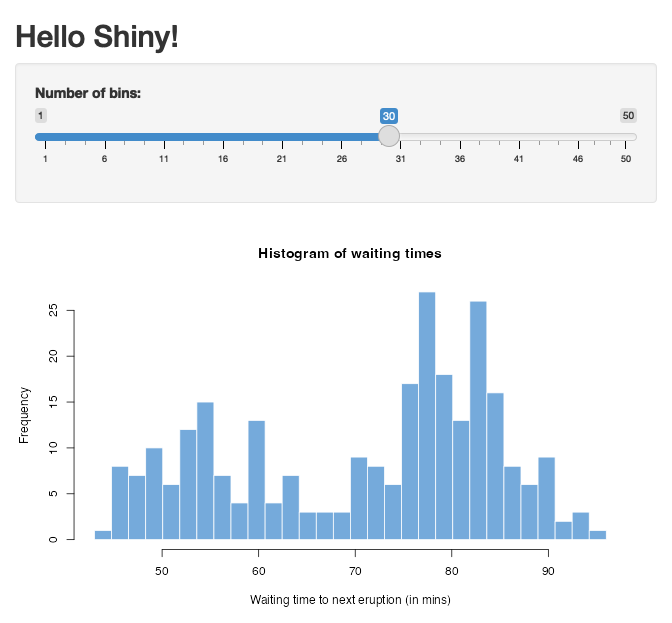 Hello Shiny!
Number of bins:
1 30 50
1 6 11 16 21 26 31 36 41 46 50
Histogram of waiting times
Frequency
25
20
15
10
5
0
50 60 70 80 90
Waiting time to next eruption (in mins)